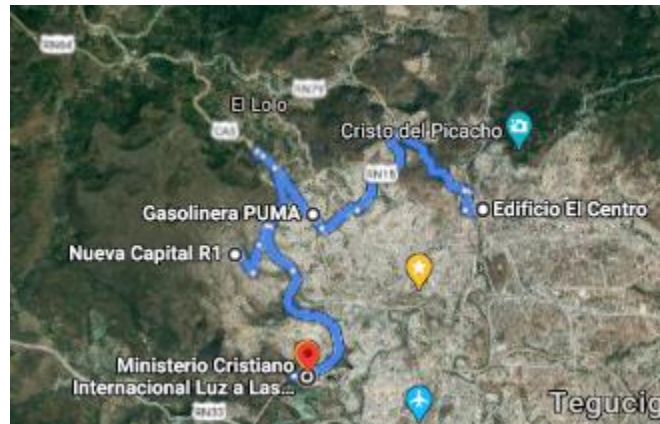 RN64
RN79
El Lolo
CA5
Cristo del Picacho
RN15
Gasolinera PUMA
Edificio El Centro
Nueva Capital R1
Ministerio Cristiano
Internacional Luz a Las...
RN33
Tegucig